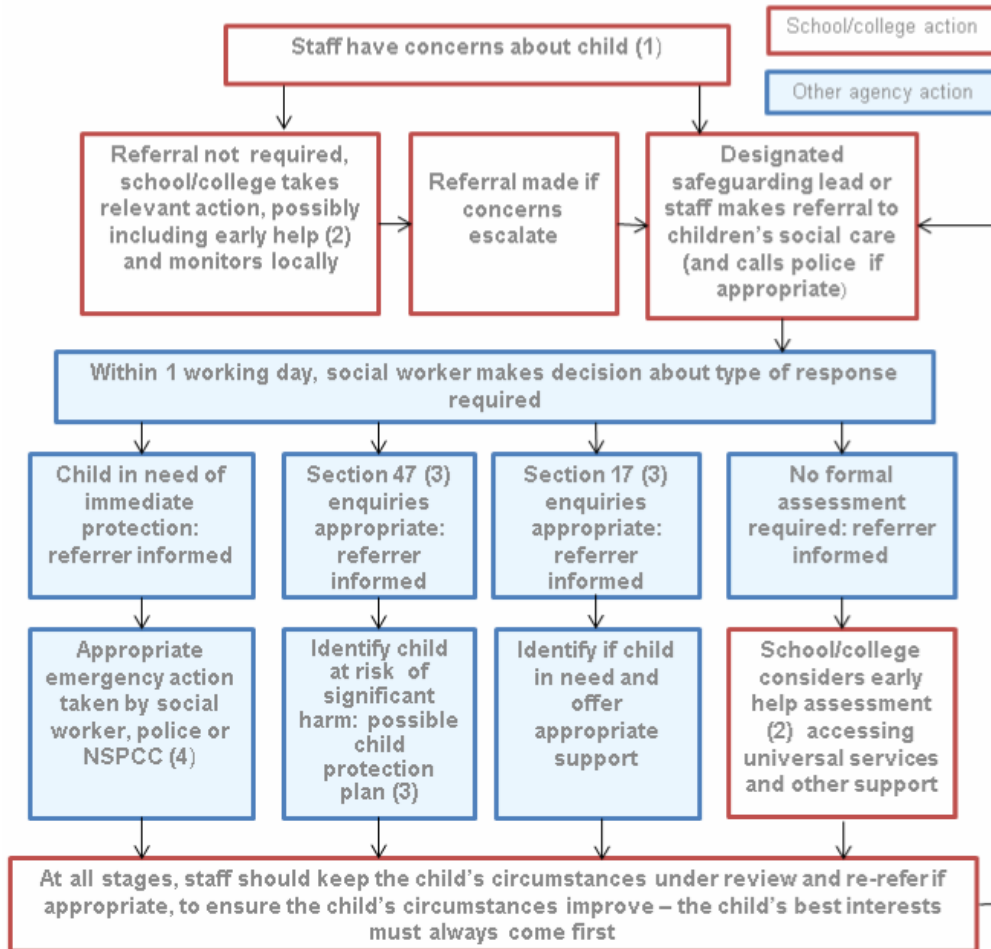 School/college action
Staff have concerns about child (1)
Other agency action
Referral not required,
school/college takes
relevant action, possibly
including early help (2)
and monitors locally
Referral made if
concerns
escalate
Designated
safeguarding lead or
staff makes referral to
children's social care
(and calls police if
appropriate)
Within 1 working day, social worker makes decision about type of response
required
Child in need of
immediate
protection:
referrer informed
Section 47 (3)
enquiries
appropriate:
referrer
informed
Section 17 (3)
enquiries
appropriate:
referrer
informed
No formal
assessment
required: referrer
informed
Appropriate
emergency action
taken by social
worker, police or
NSPCC (4)
Identify child
at risk of
significant
harm: possible
child
protection
plan (3)
Identify if child
in need and
offer
appropriate
support
School/college
considers early
help assessment
(2) accessing
universal services
and other support
At all stages, staff should keep the child's circumstances under review and re-refer if
appropriate, to ensure the child's circumstances improve – the child's best interests
must always come first